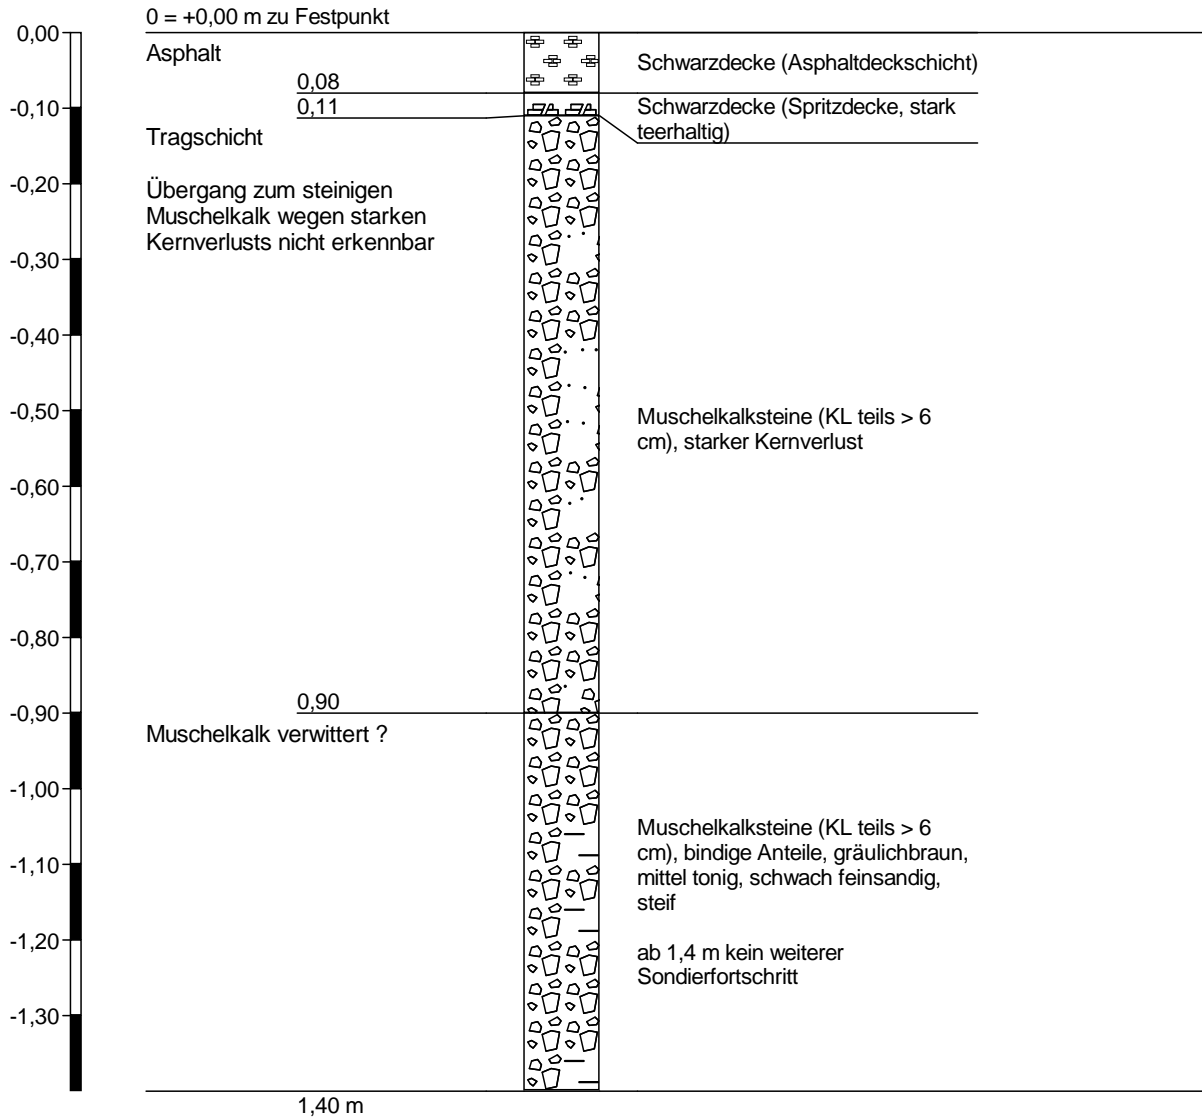 0 = +0,00 m zu Festpunkt
0,00
Asphalt
Schwarzdecke (Asphaltdeckschicht)
0,08
-0,10
0,11
Schwarzdecke (Spritzdecke, stark
teerhaltig)
Tragschicht
-0,20
Übergang zum steinigen
Muschelkalk wegen starken
Kernverlusts nicht erkennbar
-0,30
-0,40
-0,50
Muschelkalksteine (KL teils > 6
cm), starker Kernverlust
-0,60
-0,70
-0,80
0,90
-0,90
Muschelkalk verwittert ?
-1,00
Muschelkalksteine (KL teils > 6
cm), bindige Anteile, gräulichbraun,
mittel tonig, schwach feinsandig,
steif
-1,10
-1,20
ab 1,4 m kein weiterer
Sondierfortschritt
-1,30
1,40 m